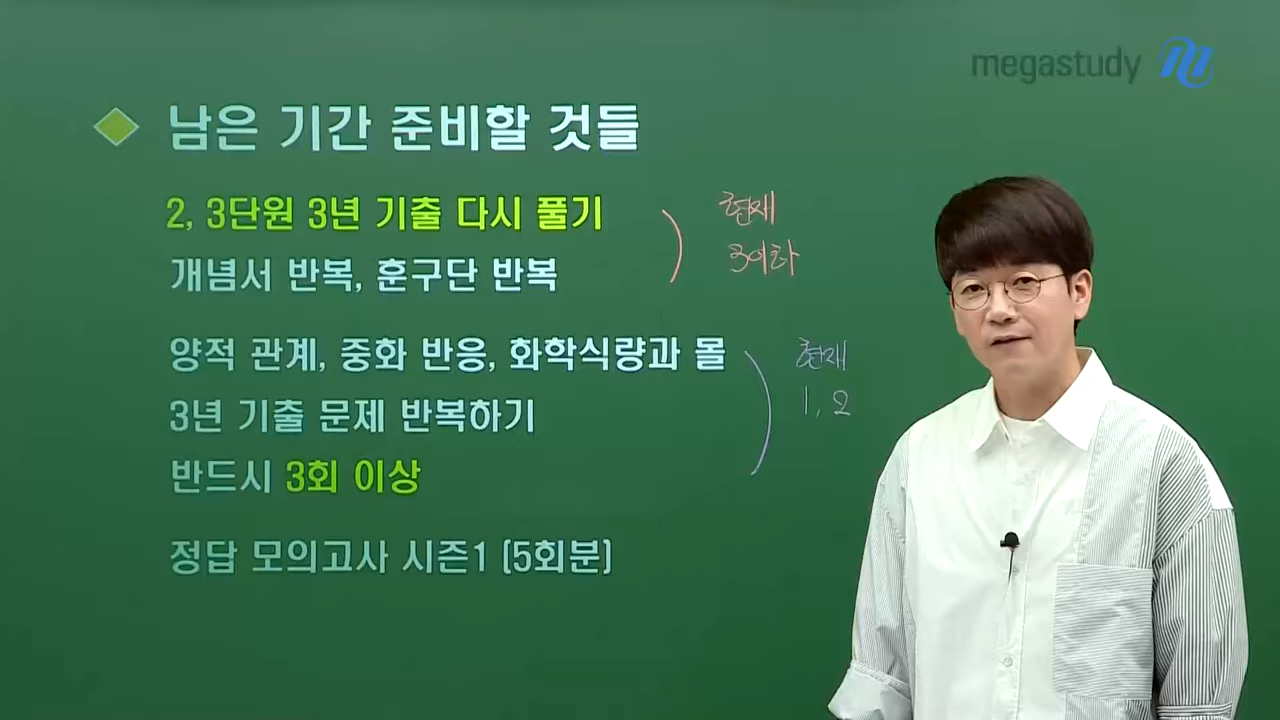 megastudy
남은 기간 준비할 것들
2, 3단원 3년 기출 다시 풀기
개념서 반복, 훈구단 반복
현재
3이하
양적 관계, 중화 반응, 화학식량과 몰
3년 기출 문제 반복하기
반드시 3회 이상
현재
1, 2
정답 모의고사 시즌1 (5회분)